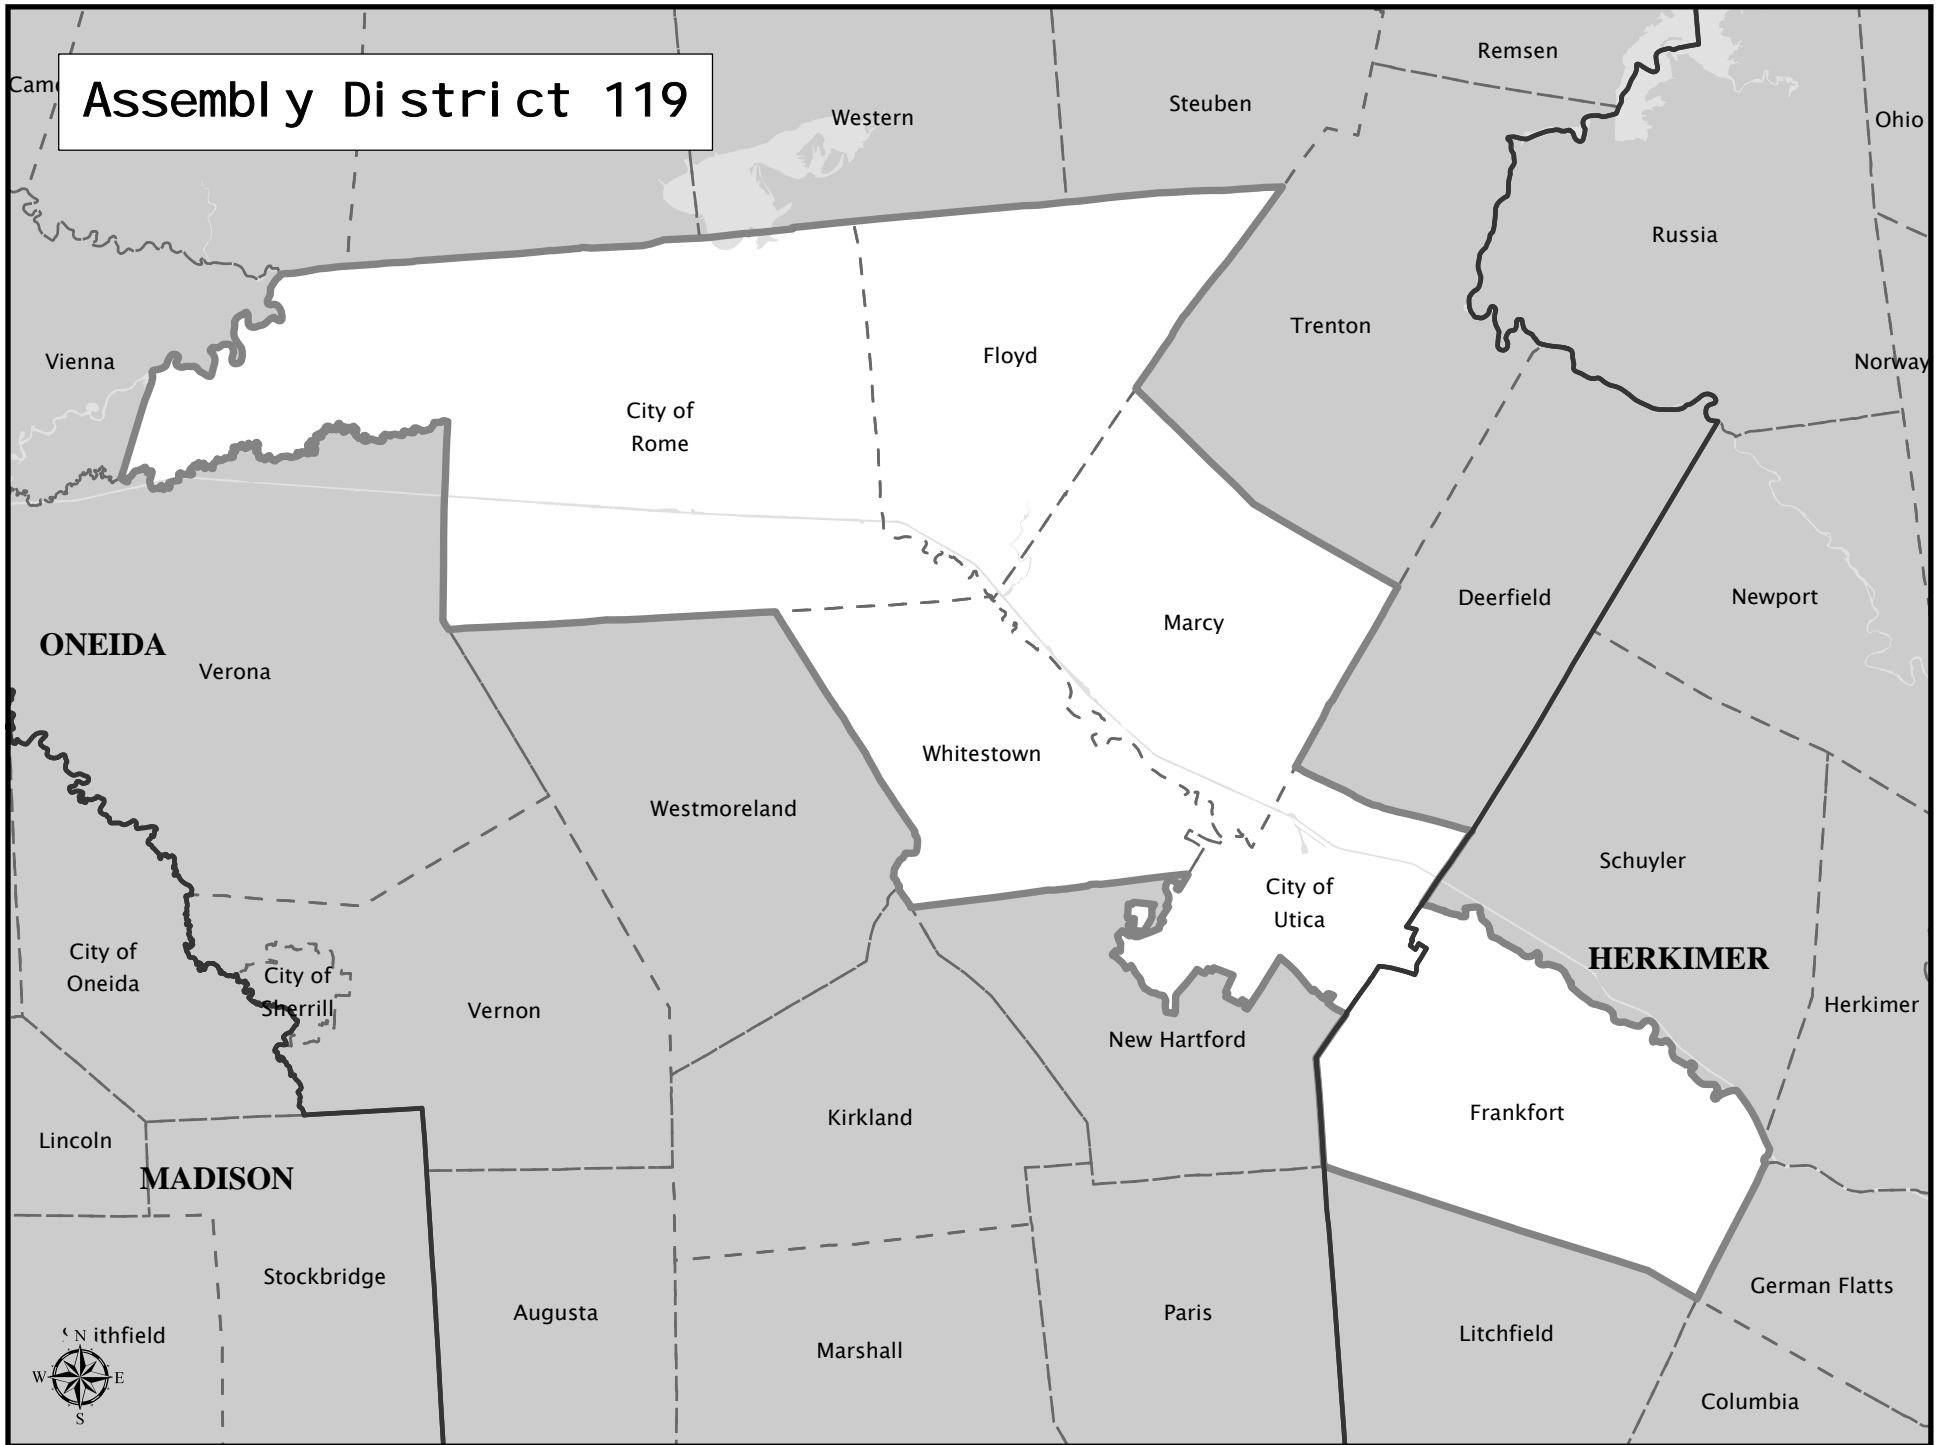 Remsen
Came
Assembly District 119
Western
Steuben
Ohio
Russia
Trenton
Vienna
Floyd
Norway
City of
Rome
Deerfield
Newport
Marcy
ONEIDA
Verona
Whitestown
Westmoreland
Schuyler
City of
Utica
City of
Oneida
HERKIMER
City of
Sherrill
Herkimer
Vernon
New Hartford
Frankfort
Kirkland
Lincoln
MADISON
Stockbridge
German Flatts
Augusta
Paris
Litchfield
ithfield
N
W E
S
Marshall
Columbia